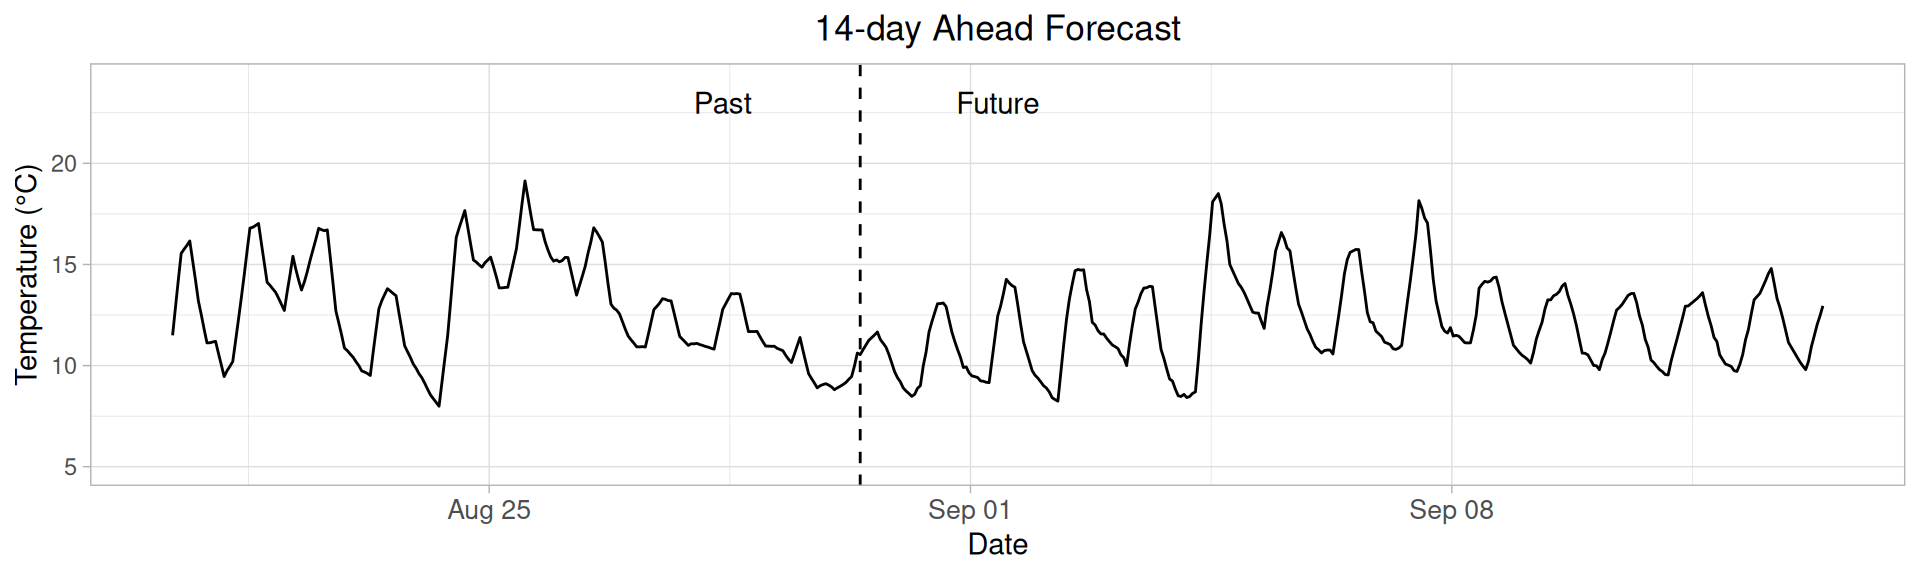 14-day Ahead Forecast
Past
Future
Temperature (°C)
20
15
10
5
Aug 25
Sep 01
Sep 08
Date